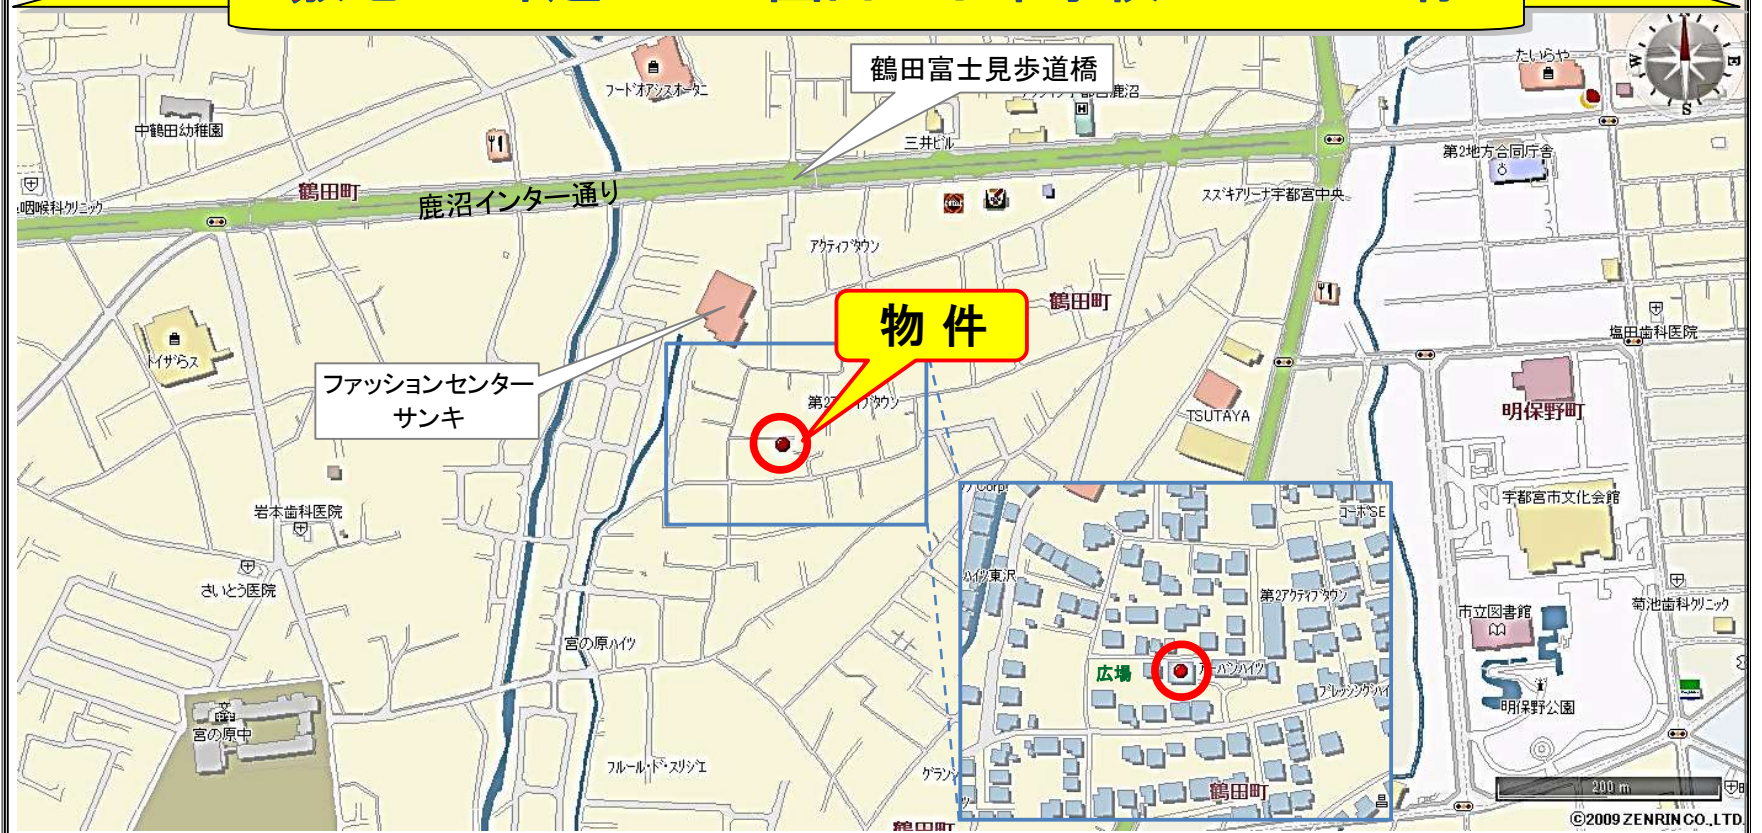 鶴田富士見歩道橋
たいらや
N
W
E
S
フードオアシスオータニ
中鶴田幼稚園
三井ビル
第2地方合同庁舎
鶴田町
鹿沼インター通り
スズキアリーナ宇都宮中央
咽喉科クリニック
アクティブタウン
鶴田町
物件
塩田歯科医院
トイザらス
ファッションセンター
サンキ
TSUTAYA
明保野町
岩本歯科医院
コーポSE
宇都宮市文化会館
さいとう医院
ハイツ東沢
第2アクティブタウン
市立図書館
菊池歯科クリニック
宮の原ハイツ
広場
アーバンハイツ
明保野公園
宮の原中
フルール・ド・スリジエ
鶴田町
200 m
©2009 ZENRIN CO., LTD.
鶴田町